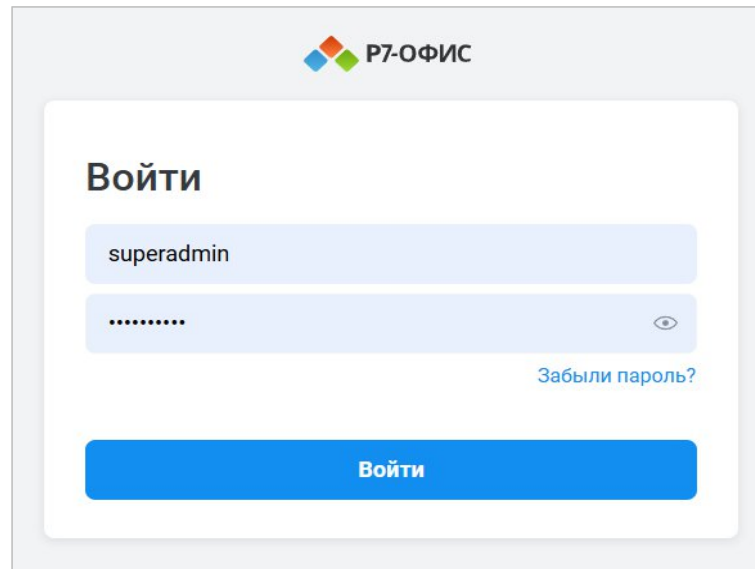 Р7-ОФИС
Войти
superadmin
••••••••••
Забыли пароль?
Войти